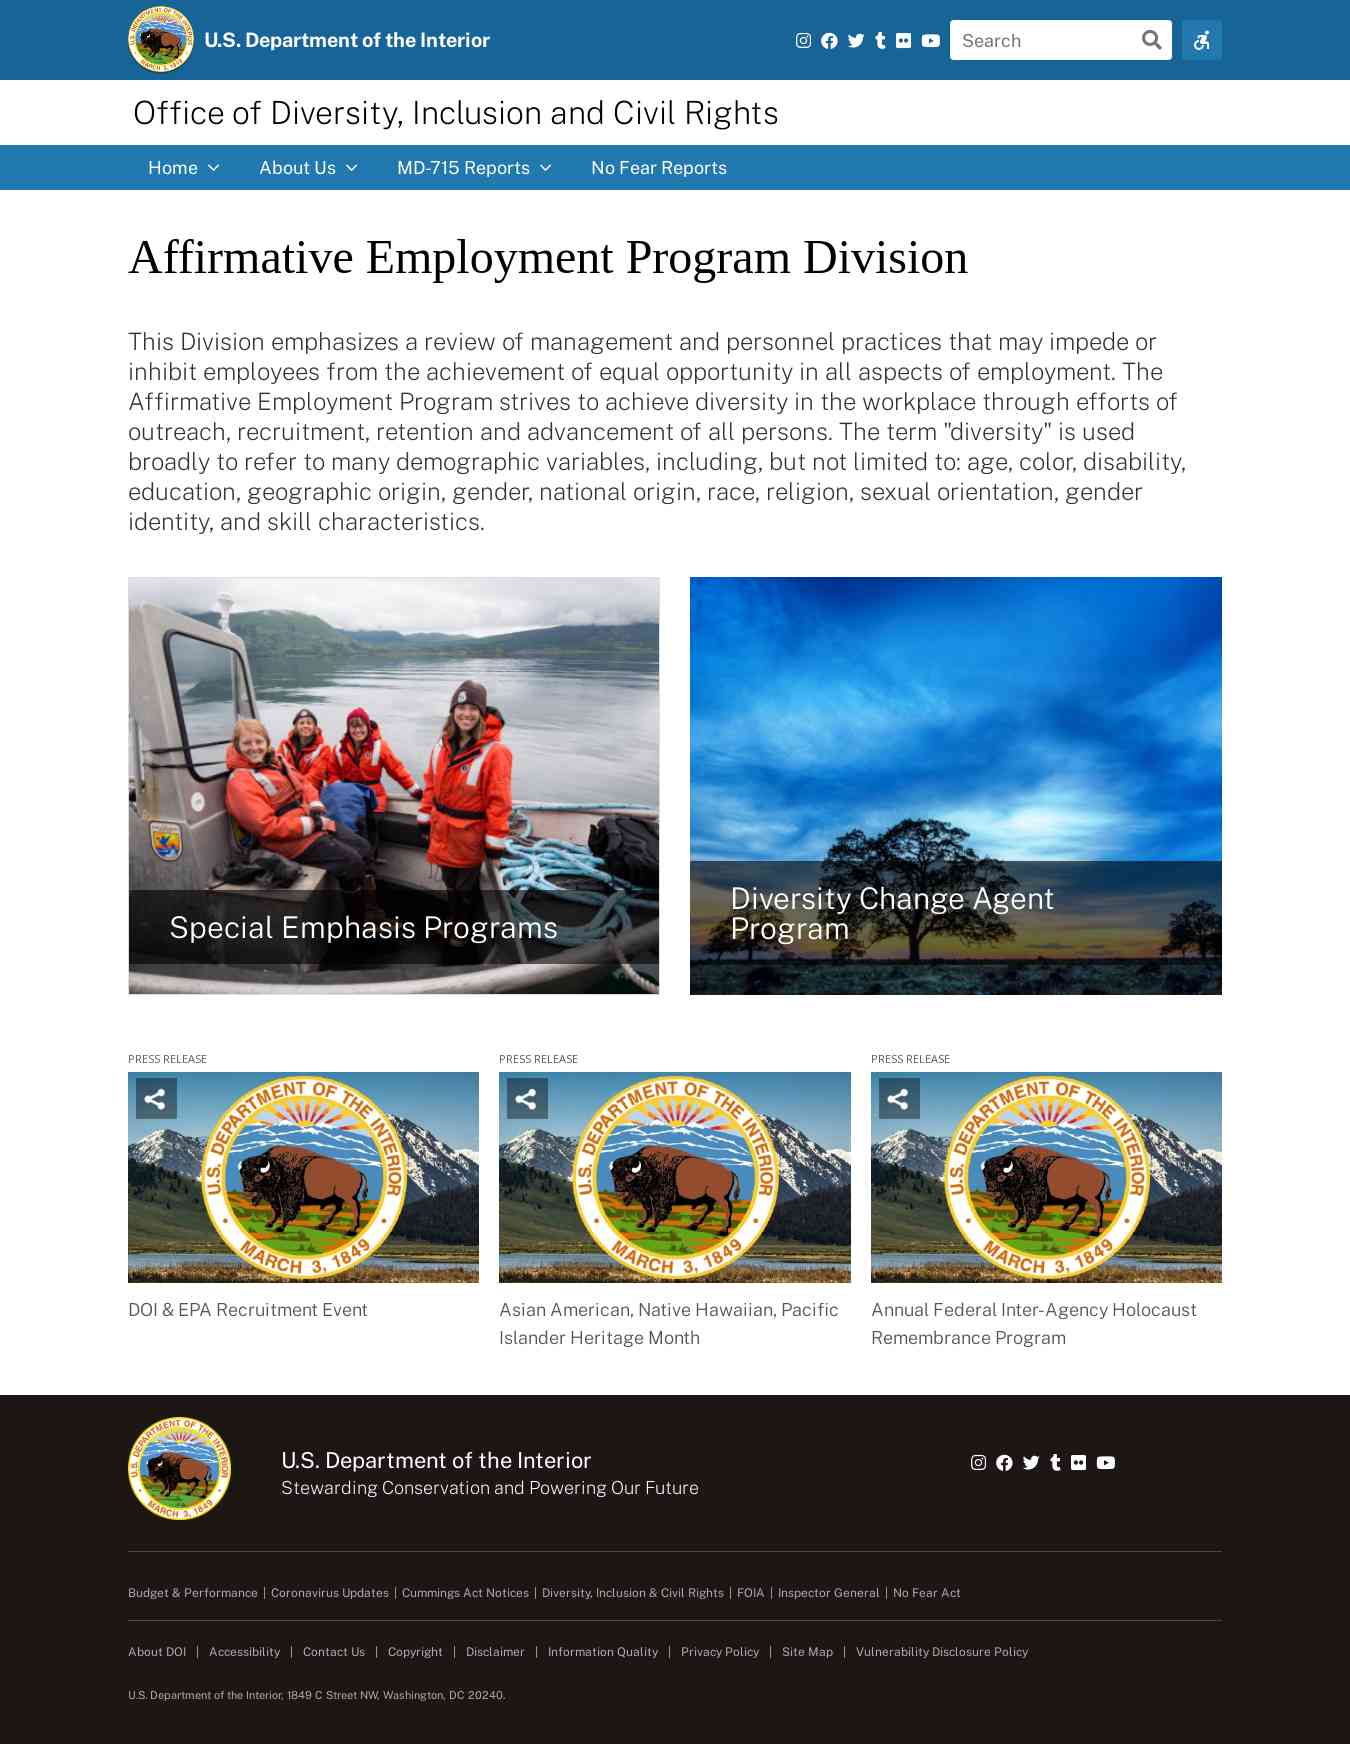 U.S. Department of the Interior
Search
Office of Diversity, Inclusion and Civil Rights
Home
About Us
MD-715 Reports
No Fear Reports
Affirmative Employment Program Division
This Division emphasizes a review of management and personnel practices that may impede or
inhibit employees from the achievement of equal opportunity in all aspects of employment. The
Affirmative Employment Program strives to achieve diversity in the workplace through efforts of
outreach, recruitment, retention and advancement of all persons. The term "diversity" is used
broadly to refer to many demographic variables, including, but not limited to: age, color, disability,
education, geographic origin, gender, national origin, race, religion, sexual orientation, gender
identity, and skill characteristics.
Special Emphasis Programs
Diversity Change Agent
Program
PRESS RELEASE
U.S. DEPARTMENT OF THE INTERIOR
MARCH 3, 1849
DOI & EPA Recruitment Event
PRESS RELEASE
U.S. DEPARTMENT OF THE INTERIOR
MARCH 3, 1849
Asian American, Native Hawaiian, Pacific
Islander Heritage Month
PRESS RELEASE
U.S. DEPARTMENT OF THE INTERIOR
MARCH 3, 1849
Annual Federal Inter-Agency Holocaust
Remembrance Program
U.S. DEPARTMENT OF THE INTERIOR
MARCH 3, 1849
U.S. Department of the Interior
Stewarding Conservation and Powering Our Future
Budget & Performance | Coronavirus Updates | Cummings Act Notices | Diversity, Inclusion & Civil Rights | FOIA | Inspector General | No Fear Act
About DOI | Accessibility | Contact Us | Copyright | Disclaimer | Information Quality | Privacy Policy | Site Map | Vulnerability Disclosure Policy
U.S. Department of the Interior, 1849 C Street NW, Washington, DC 20240.